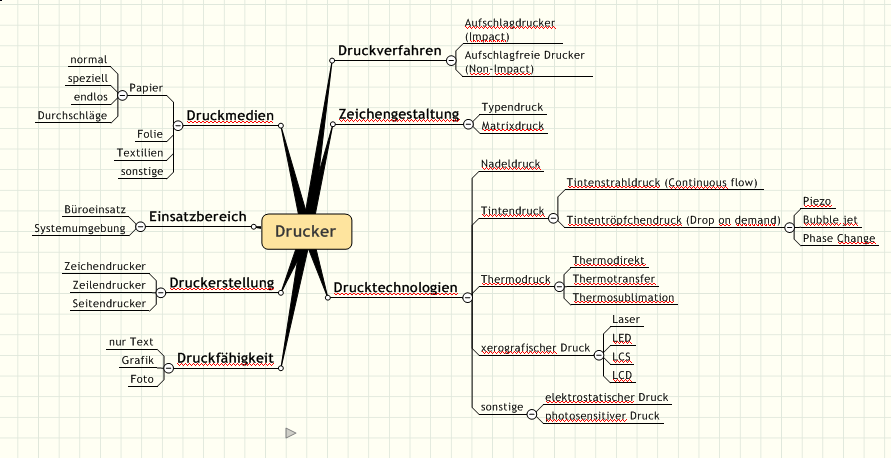 Drucker
Druckverfahren
Aufschlagdrucker
(Impact)
Aufschlagfreie Drucker
(Non-Impact)
Zeichengestaltung
Typendruck
Matrixdruck
Drucktechnologien
Nadeldruck
Tintendruck
Tintenstrahldruck (Continuous flow)
Tintentröpfchendruck (Drop on demand)
Piezo
Bubble jet
Phase Change
Thermodruck
Thermodirekt
Thermotransfer
Thermosublimation
xerografischer Druck
Laser
LED
LCS
LCD
sonstige
elektrostatischer Druck
photosensitiver Druck
Druckmedien
Papier
normal
speziell
endlos
Durchschläge
Folie
Textilien
sonstige
Einsatzbereich
Büroeinsatz
Systemumgebung
Druckerstellung
Zeichendrucker
Zeilendrucker
Seitendrucker
Druckfähigkeit
nur Text
Grafik
Foto